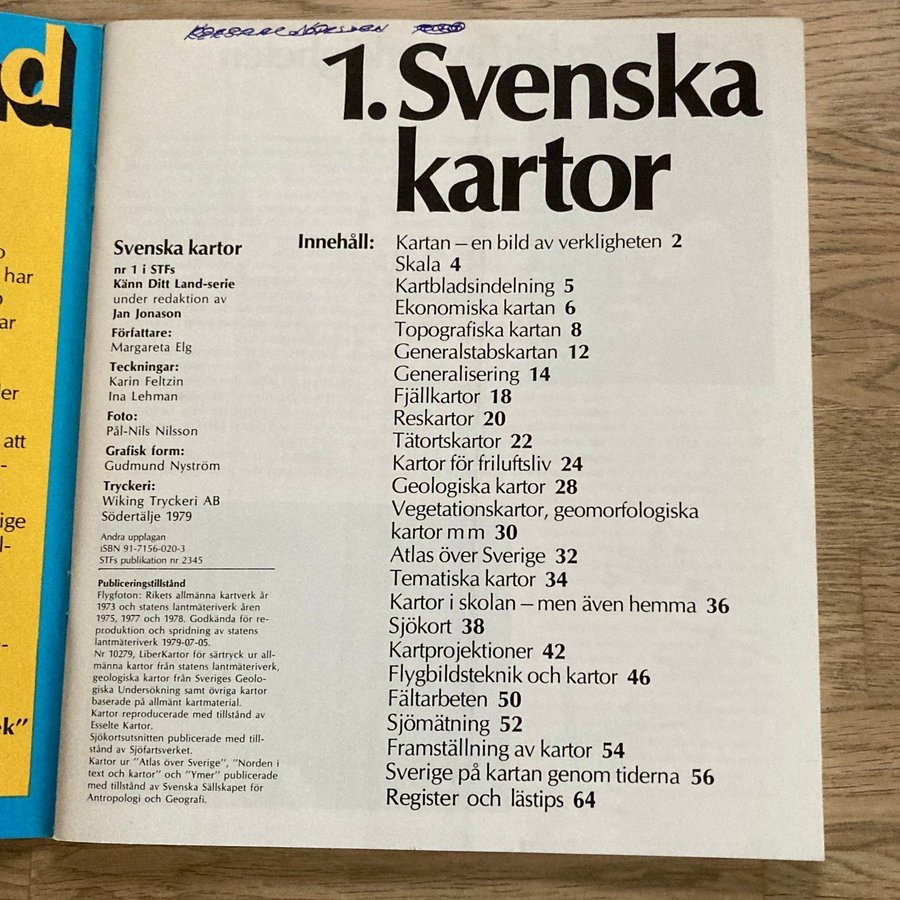 d
har
ar
er
att
-
ige
l-
-
ek"
1. Svenska
kartor
Svenska kartor
nr 1 i STFs
Känn Ditt Land-serie
under redaktion av
Jan Jonason
Författare:
Margareta Elg
Teckningar:
Karin Feltzin
Ina Lehman
Foto:
Pål-Nils Nilsson
Grafisk form:
Gudmund Nyström
Tryckeri:
Wiking Tryckeri AB
Södertälje 1979
Andra upplagan
iSBN 91-7156-020-3
STFs publikation nr 2345
Publiceringstillstånd
Flygfoton: Rikets allmänna kartverk år
1973 och statens lantmäteriverk åren
1975, 1977 och 1978. Godkända för re-
produktion och spridning av statens
lantmäteriverk 1979-07-05.
Nr 10279, LiberKartor för särtryck ur all-
männa kartor från statens lantmäteriverk,
geologiska kartor från Sveriges Geolo-
giska Undersökning samt övriga kartor
baserade på allmänt kartmaterial.
Kartor reproducerade med tillstånd av
Esselte Kartor.
Sjökortsutsnitten publicerade med till-
stånd av Sjöfartsverket.
Kartor ur "Atlas över Sverige", "Norden i
text och kartor" och "Ymer" publicerade
med tillstånd av Svenska Sällskapet för
Antropologi och Geografi.
Innehåll: Kartan – en bild av verkligheten 2
Skala 4
Kartbladsindelning 5
Ekonomiska kartan 6
Topografiska kartan 8
Generalstabskartan 12
Generalisering 14
Fjällkartor 18
Reskartor 20
Tätortskartor 22
Kartor för friluftsliv 24
Geologiska kartor 28
Vegetationskartor, geomorfologiska
kartor m m 30
Atlas över Sverige 32
Tematiska kartor 34
Kartor i skolan – men även hemma 36
Sjökort 38
Kartprojektioner 42
Flygbildsteknik och kartor 46
Fältarbeten 50
Sjömätning 52
Framställning av kartor 54
Sverige på kartan genom tiderna 56
Register och lästips 64